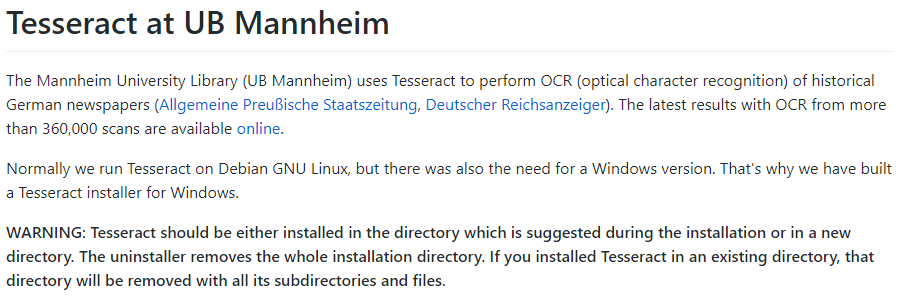 Tesseract at UB Mannheim
The Mannheim University Library (UB Mannheim) uses Tesseract to perform OCR (optical character recognition) of historical
German newspapers (Allgemeine Preußische Staatszeitung, Deutscher Reichsanzeiger). The latest results with OCR from more
than 360,000 scans are available online.
Normally we run Tesseract on Debian GNU Linux, but there was also the need for a Windows version. That's why we have built
a Tesseract installer for Windows.
WARNING: Tesseract should be either installed in the directory which is suggested during the installation or in a new
directory. The uninstaller removes the whole installation directory. If you installed Tesseract in an existing directory, that
directory will be removed with all its subdirectories and files.